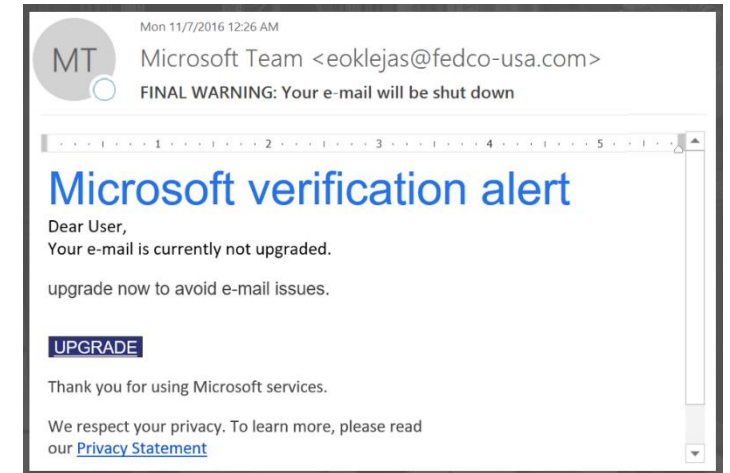 Mon 11/7/2016 12:26 AM
MT
Microsoft Team <eoklejas@fedco-usa.com>
FINAL WARNING: Your e-mail will be shut down
1 2 3 4 5
Microsoft verification alert
Dear User,
Your e-mail is currently not upgraded.
upgrade now to avoid e-mail issues.
UPGRADE
Thank you for using Microsoft services.
We respect your privacy. To learn more, please read
our Privacy Statement